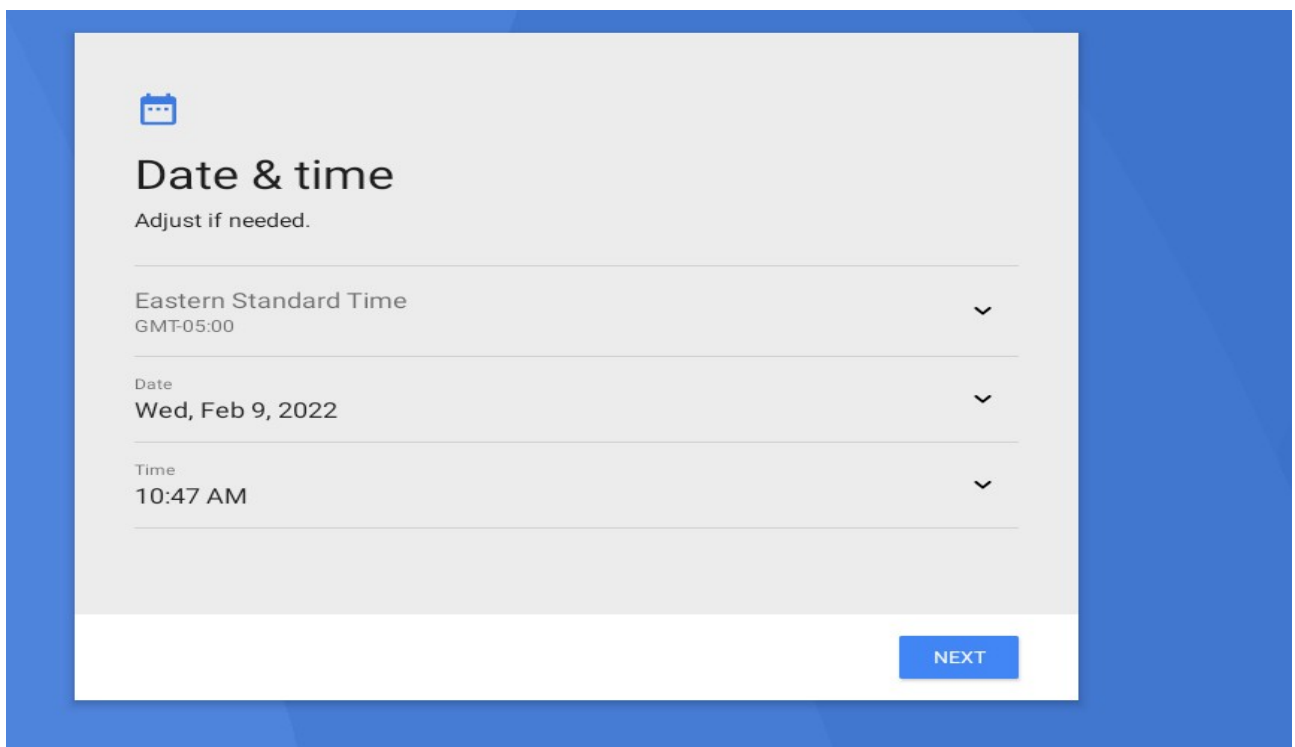 Date & time
Adjust if needed.
Eastern Standard Time
GMT-05:00
Date
Wed, Feb 9, 2022
Time
10:47 AM
NEXT